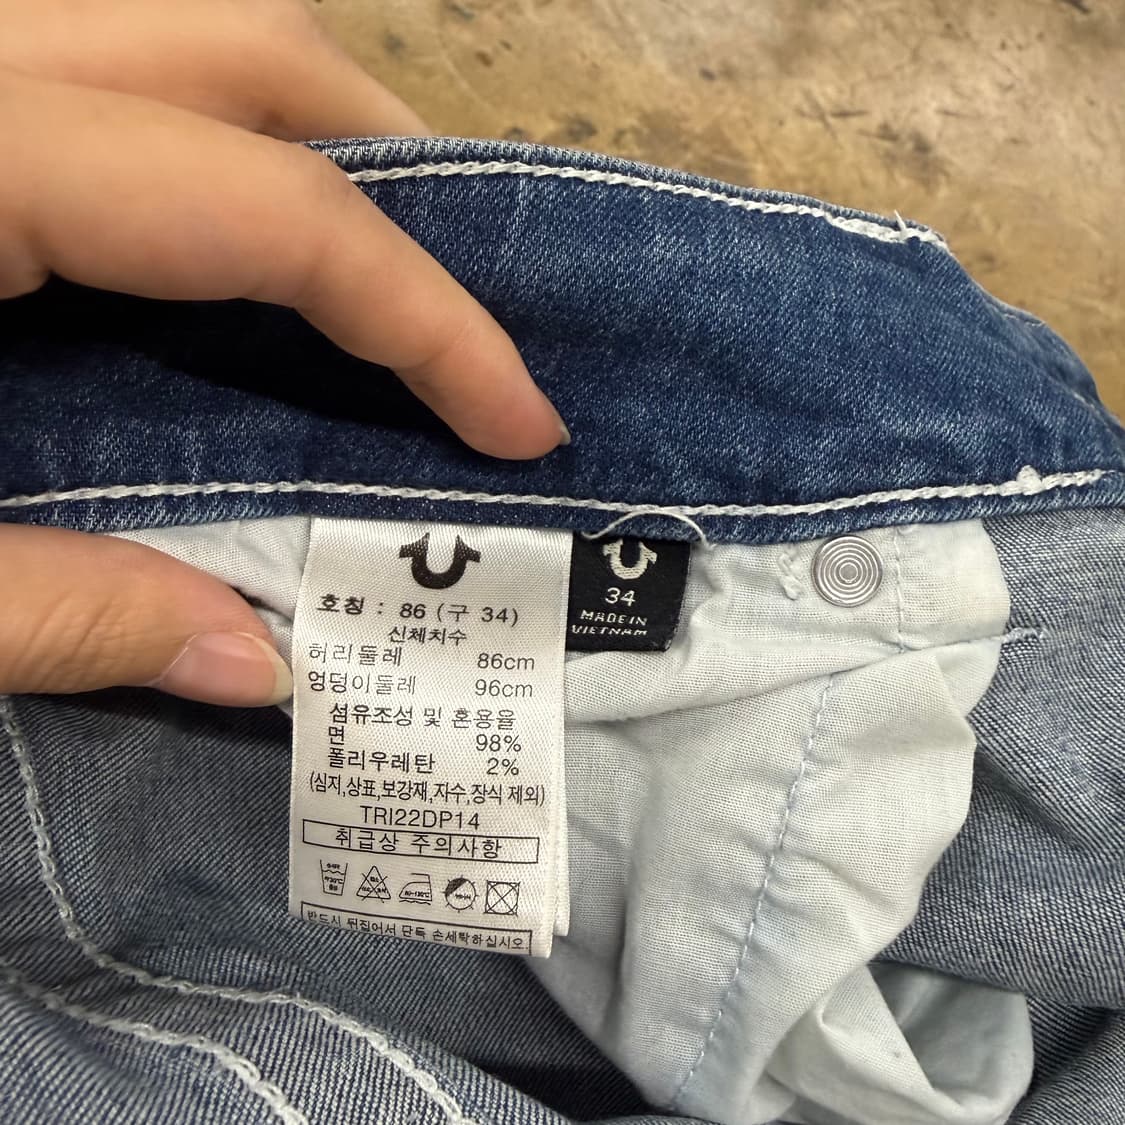 호칭 : 86 (구 34)
신체치수
허리둘레 86cm
엉덩이둘레 96cm
섬유조성 및 혼용율
면 98%
폴리우레탄 2%
(심지,상표,보강재,자수,장식 제외)
TRI22DP14
취급상 주의사항
반드시 뒤집어서 단독 손세탁하십시오.
34
MADE IN
VIETNAM